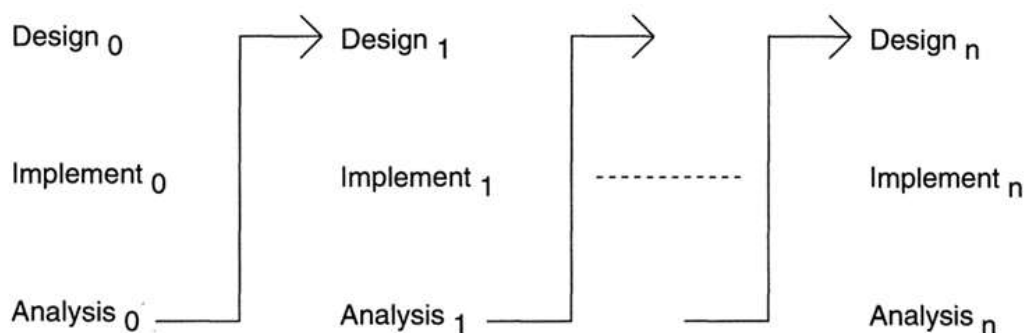 Design 0 Design 1 Design n
Implement 0 Implement 1 Implement n
Analysis 0 Analysis 1 Analysis n